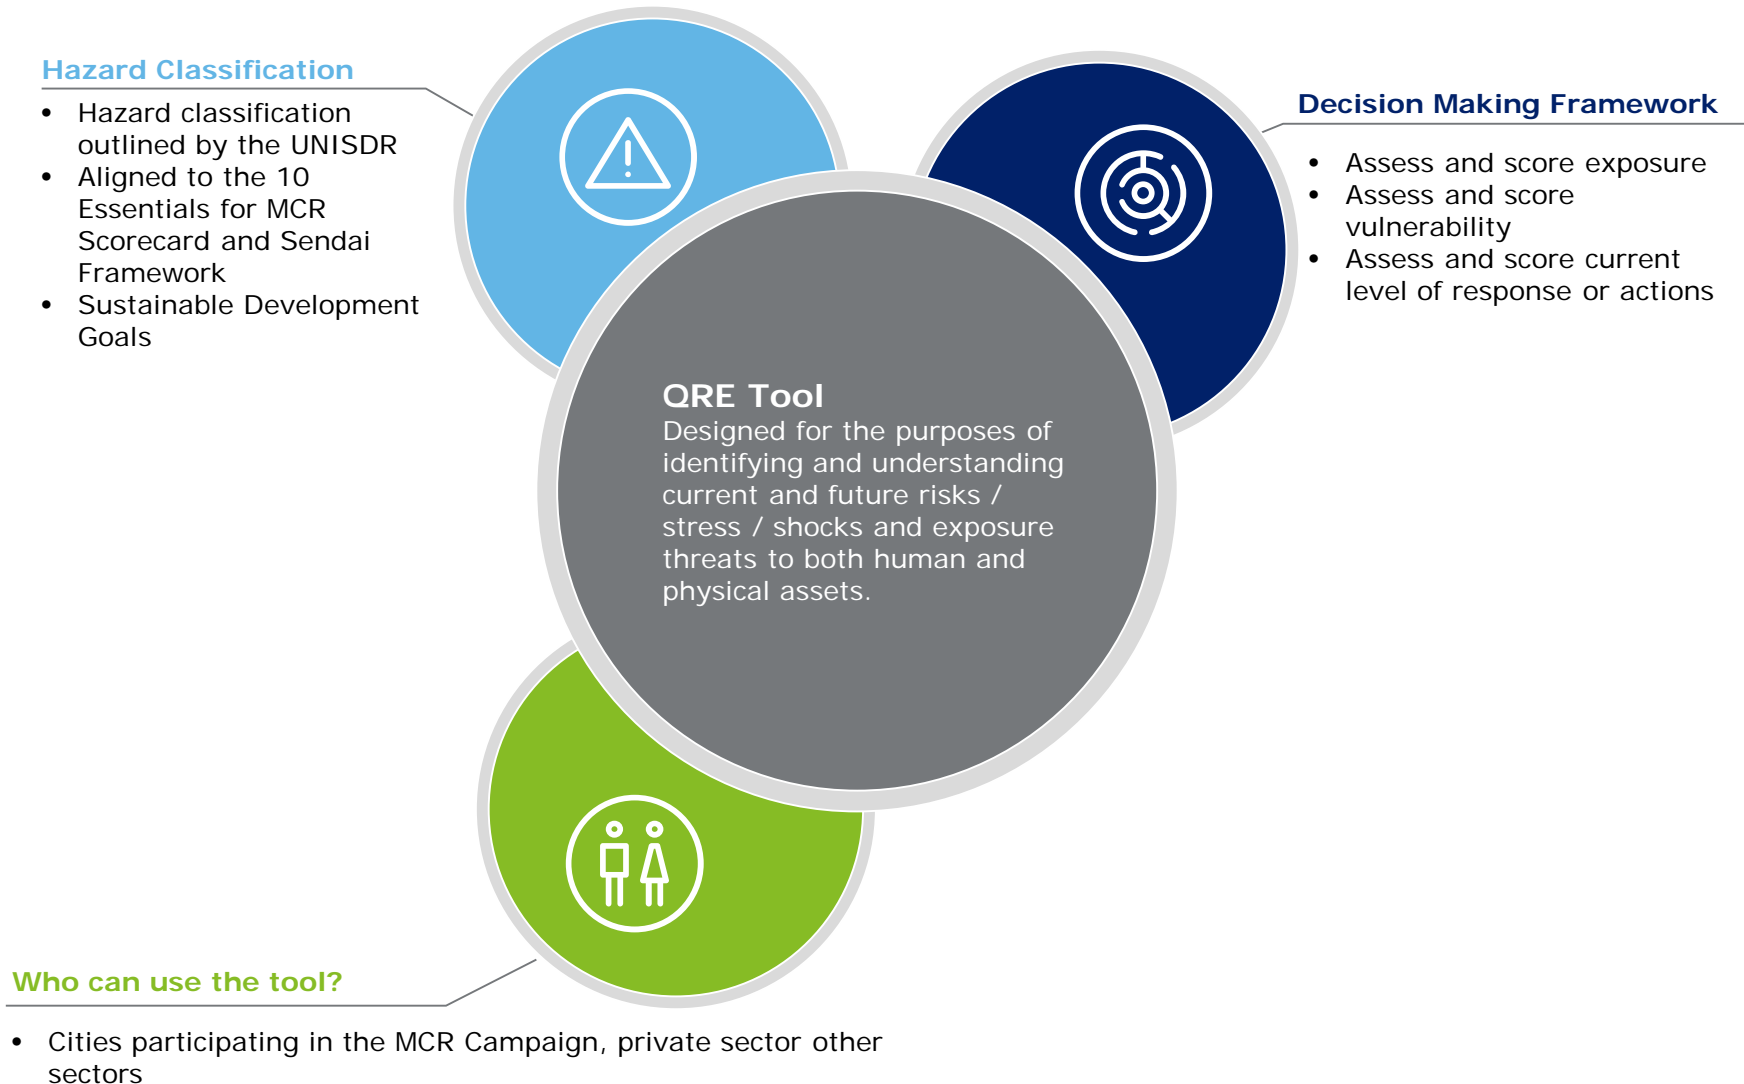 Hazard Classification
• Hazard classification
outlined by the UNISDR
• Aligned to the 10
Essentials for MCR
Scorecard and Sendai
Framework
• Sustainable Development
Goals
Decision Making Framework
• Assess and score exposure
• Assess and score
vulnerability
• Assess and score current
level of response or actions
QRE Tool
Designed for the purposes of
identifying and understanding
current and future risks /
stress / shocks and exposure
threats to both human and
physical assets.
Who can use the tool?
• Cities participating in the MCR Campaign, private sector other
sectors